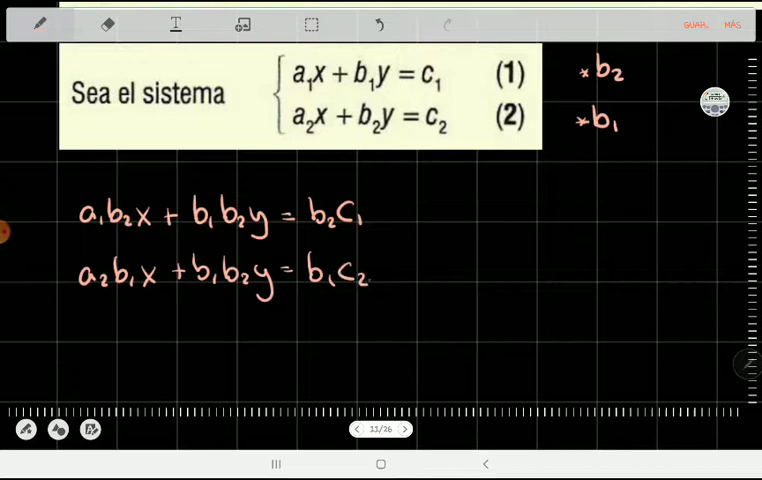 GUAR. MÁS
Sea el sistema
a₁x + b₁y = c₁ (1) * b₂
a₂x + b₂y = c₂ (2) * b₁
a₁b₂x + b₁b₂y = b₂c₁
a₂b₁x + b₁b₂y = b₁c₂
11/26